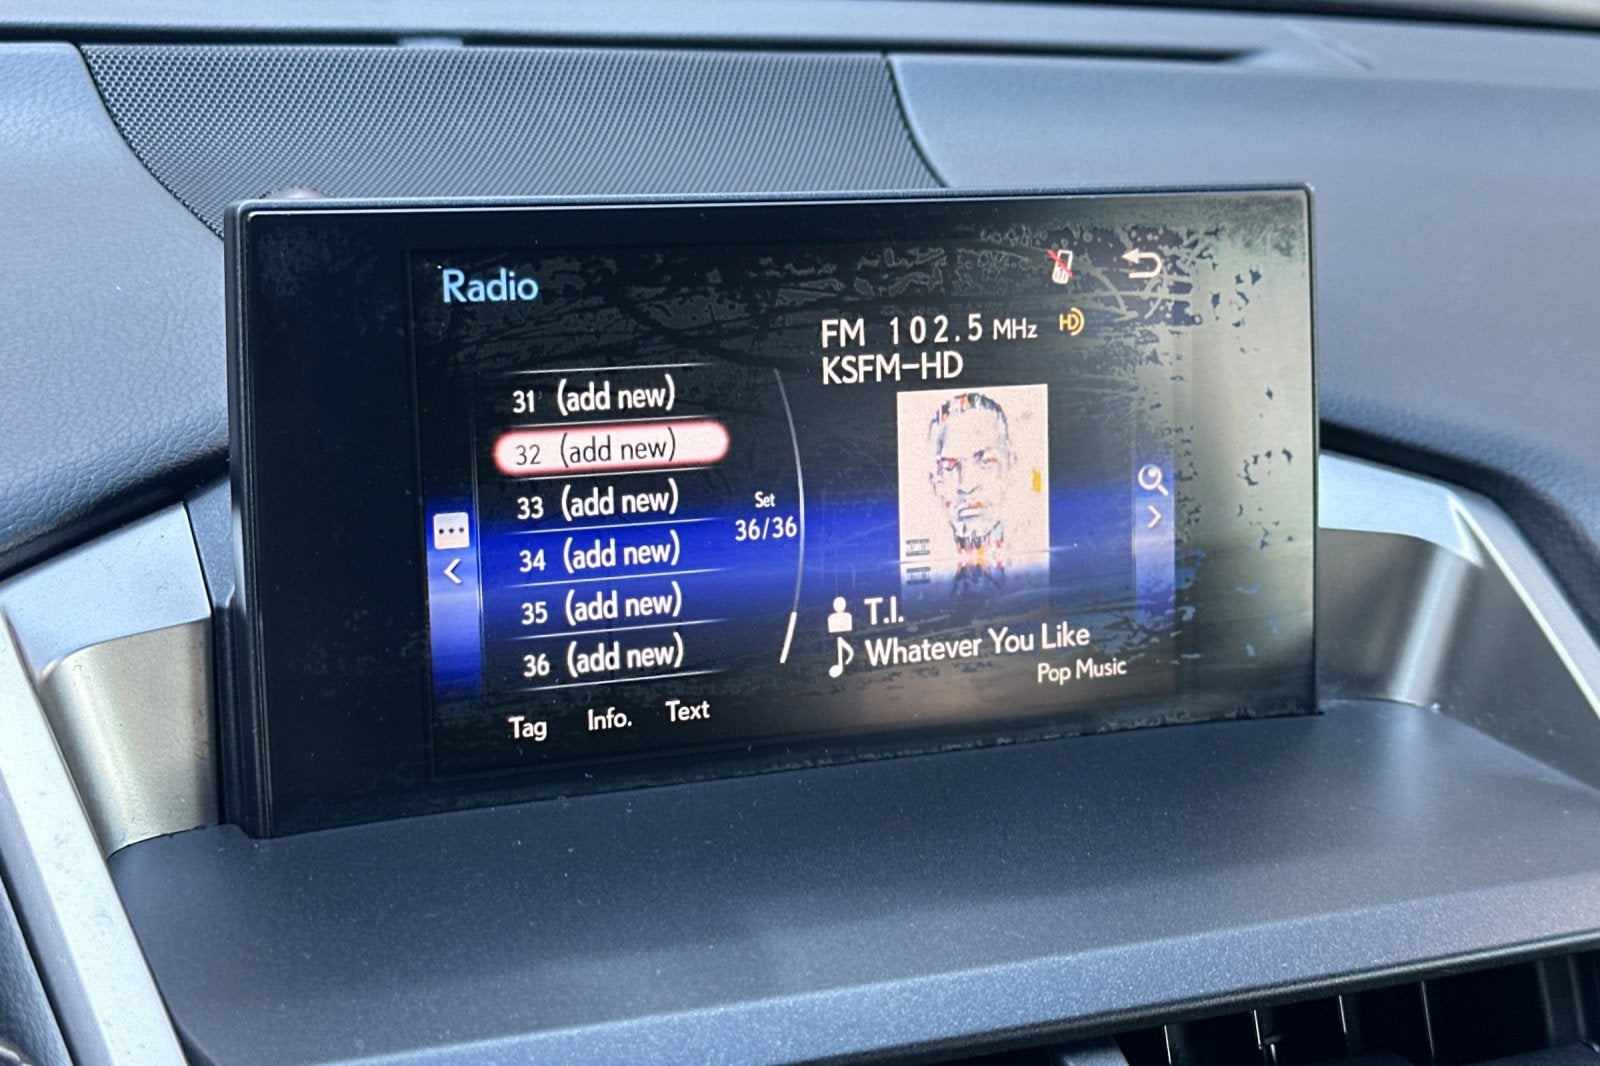 Radio
31 (add new)
32 (add new)
33 (add new)
34 (add new)
35 (add new)
36 (add new)
Set
36/36
Tag Info. Text
FM 102.5 MHz HD
KSFM-HD
T.I.
Whatever You Like
Pop Music